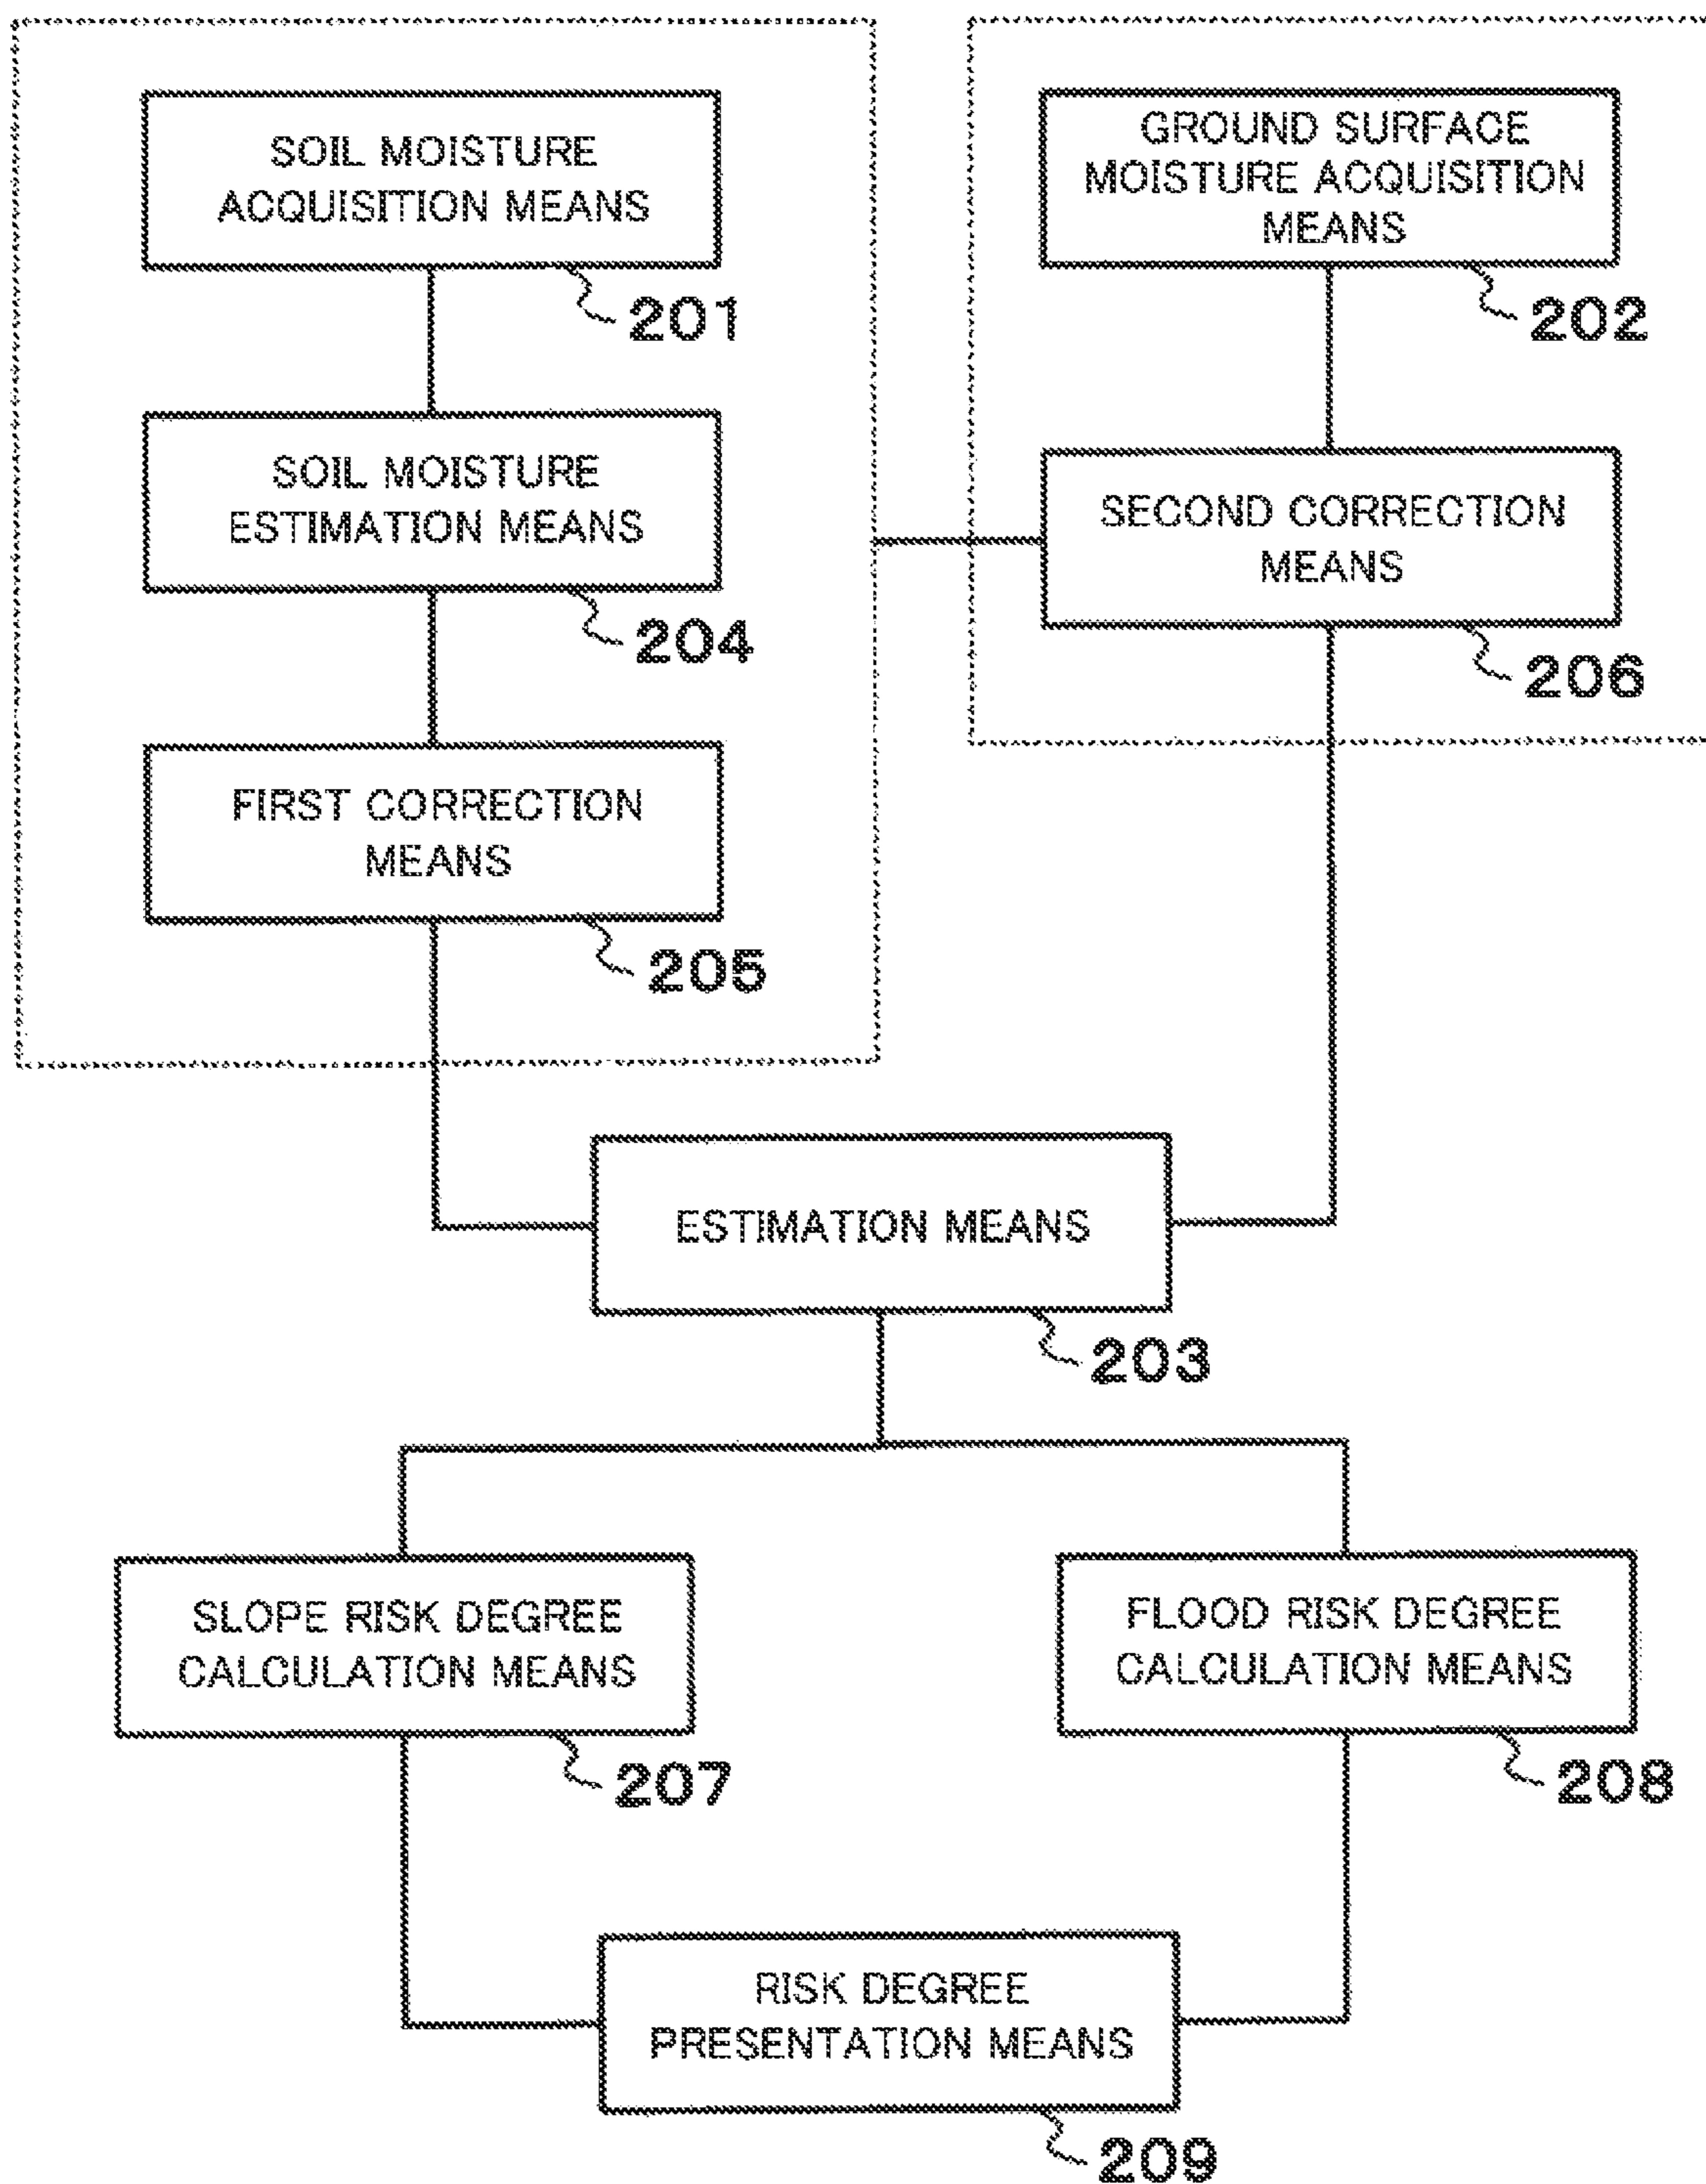 SOIL MOISTURE
ACQUISITION MEANS
201
GROUND SURFACE
MOISTURE ACQUISITION
MEANS
202
SOIL MOISTURE
ESTIMATION MEANS
204
SECOND CORRECTION
MEANS
206
FIRST CORRECTION
MEANS
205
ESTIMATION MEANS
203
SLOPE RISK DEGREE
CALCULATION MEANS
207
FLOOD RISK DEGREE
CALCULATION MEANS
208
RISK DEGREE
PRESENTATION MEANS
209